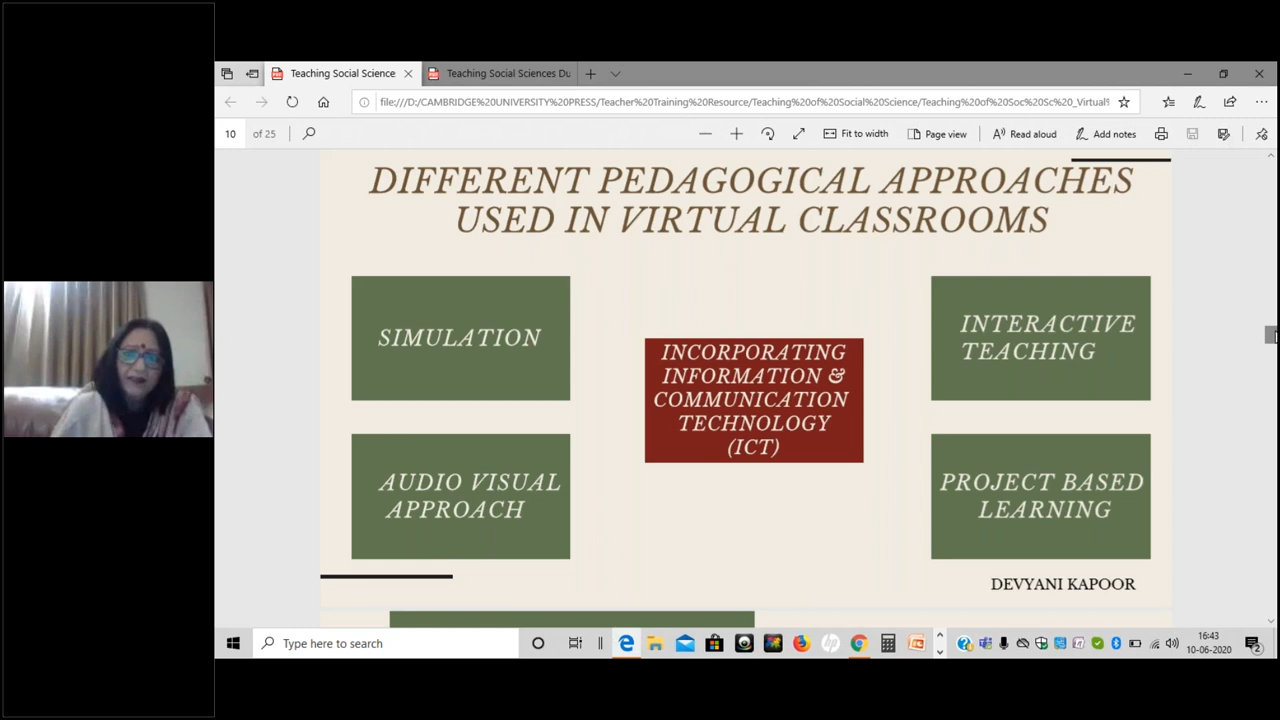 Teaching Social Science
Teaching Social Sciences Du
file:///D:/CAMBRIDGE%20UNIVERSITY%20PRESS/Teacher%20Training%20Resource/Teaching%20of%20Social%20Science/Teaching%20of%20Soc%20Sc%20_Virtual%
10 of 25
Fit to width
Page view
Read aloud
Add notes
DIFFERENT PEDAGOGICAL APPROACHES
USED IN VIRTUAL CLASSROOMS
SIMULATION
INCORPORATING
INFORMATION &
COMMUNICATION
TECHNOLOGY
(ICT)
INTERACTIVE
TEACHING
AUDIO VISUAL
APPROACH
PROJECT BASED
LEARNING
DEVYANI KAPOOR
Type here to search
16:43
10-06-2020